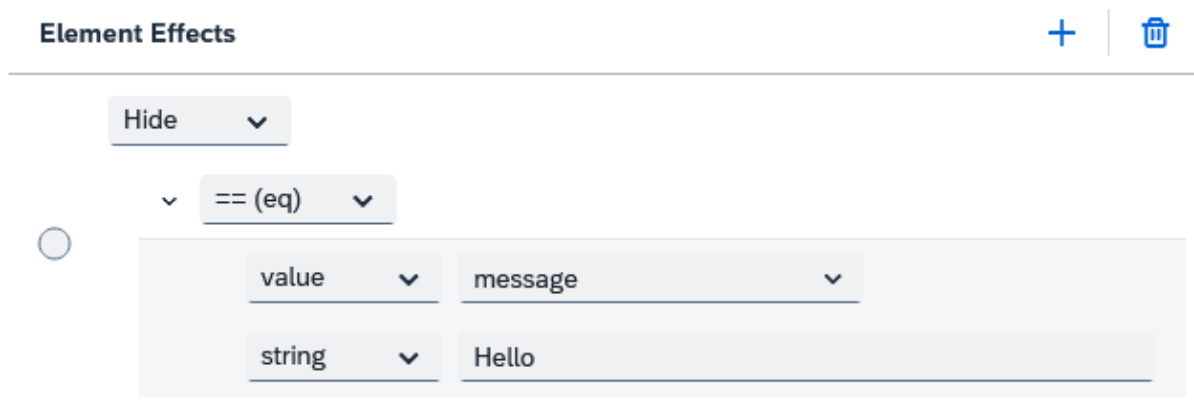 Element Effects
Hide
== (eq)
value message
string Hello